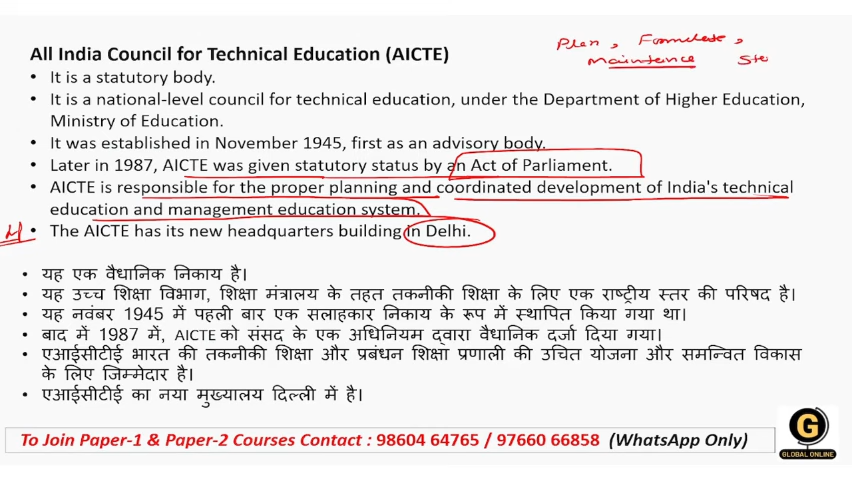 Plan, Formulate,
Maintence
All India Council for Technical Education (AICTE)
• It is a statutory body.
• It is a national-level council for technical education, under the Department of Higher Education,
Ministry of Education.
• It was established in November 1945, first as an advisory body.
• Later in 1987, AICTE was given statutory status by an Act of Parliament.
• AICTE is responsible for the proper planning and coordinated development of India's technical
education and management education system.
• The AICTE has its new headquarters building in Delhi.
• यह एक वैधानिक निकाय है।
• यह उच्च शिक्षा विभाग, शिक्षा मंत्रालय के तहत तकनीकी शिक्षा के लिए एक राष्ट्रीय स्तर की परिषद है।
• यह नवंबर 1945 में पहली बार एक सलाहकार निकाय के रूप में स्थापित किया गया था।
• बाद में 1987 में, AICTE को संसद के एक अधिनियम द्वारा वैधानिक दर्जा दिया गया।
• एआईसीटीई भारत की तकनीकी शिक्षा और प्रबंधन शिक्षा प्रणाली की उचित योजना और समन्वित विकास
के लिए जिम्मेदार है।
• एआईसीटीई का नया मुख्यालय दिल्ली में है।
To Join Paper-1 & Paper-2 Courses Contact : 98604 64765 / 97660 66858 (WhatsApp Only)
G
GLOBAL ONLINE